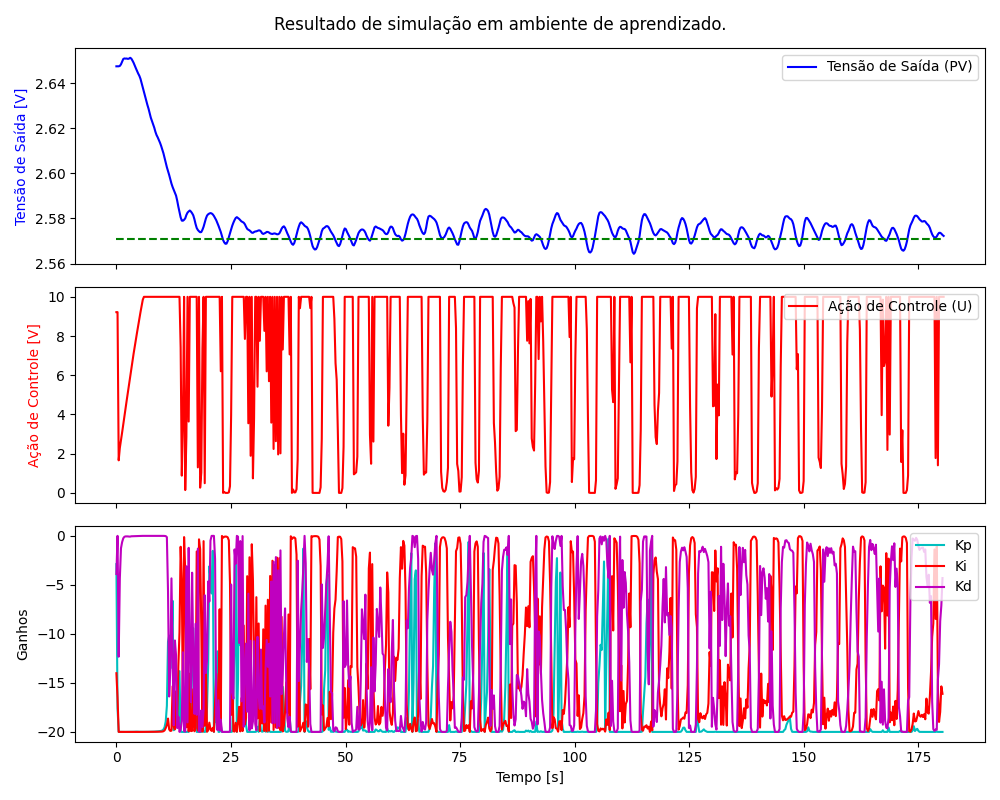 Resultado de simulação em ambiente de aprendizado.
Tensão de Saída [V]
2.64
2.62
2.60
2.58
2.56
Tensão de Saída (PV)
Ação de Controle [V]
10
8
6
4
2
0
Ação de Controle (U)
Ganhos
0
−5
−10
−15
−20
Kp
Ki
Kd
0 25 50 75 100 125 150 175
Tempo [s]